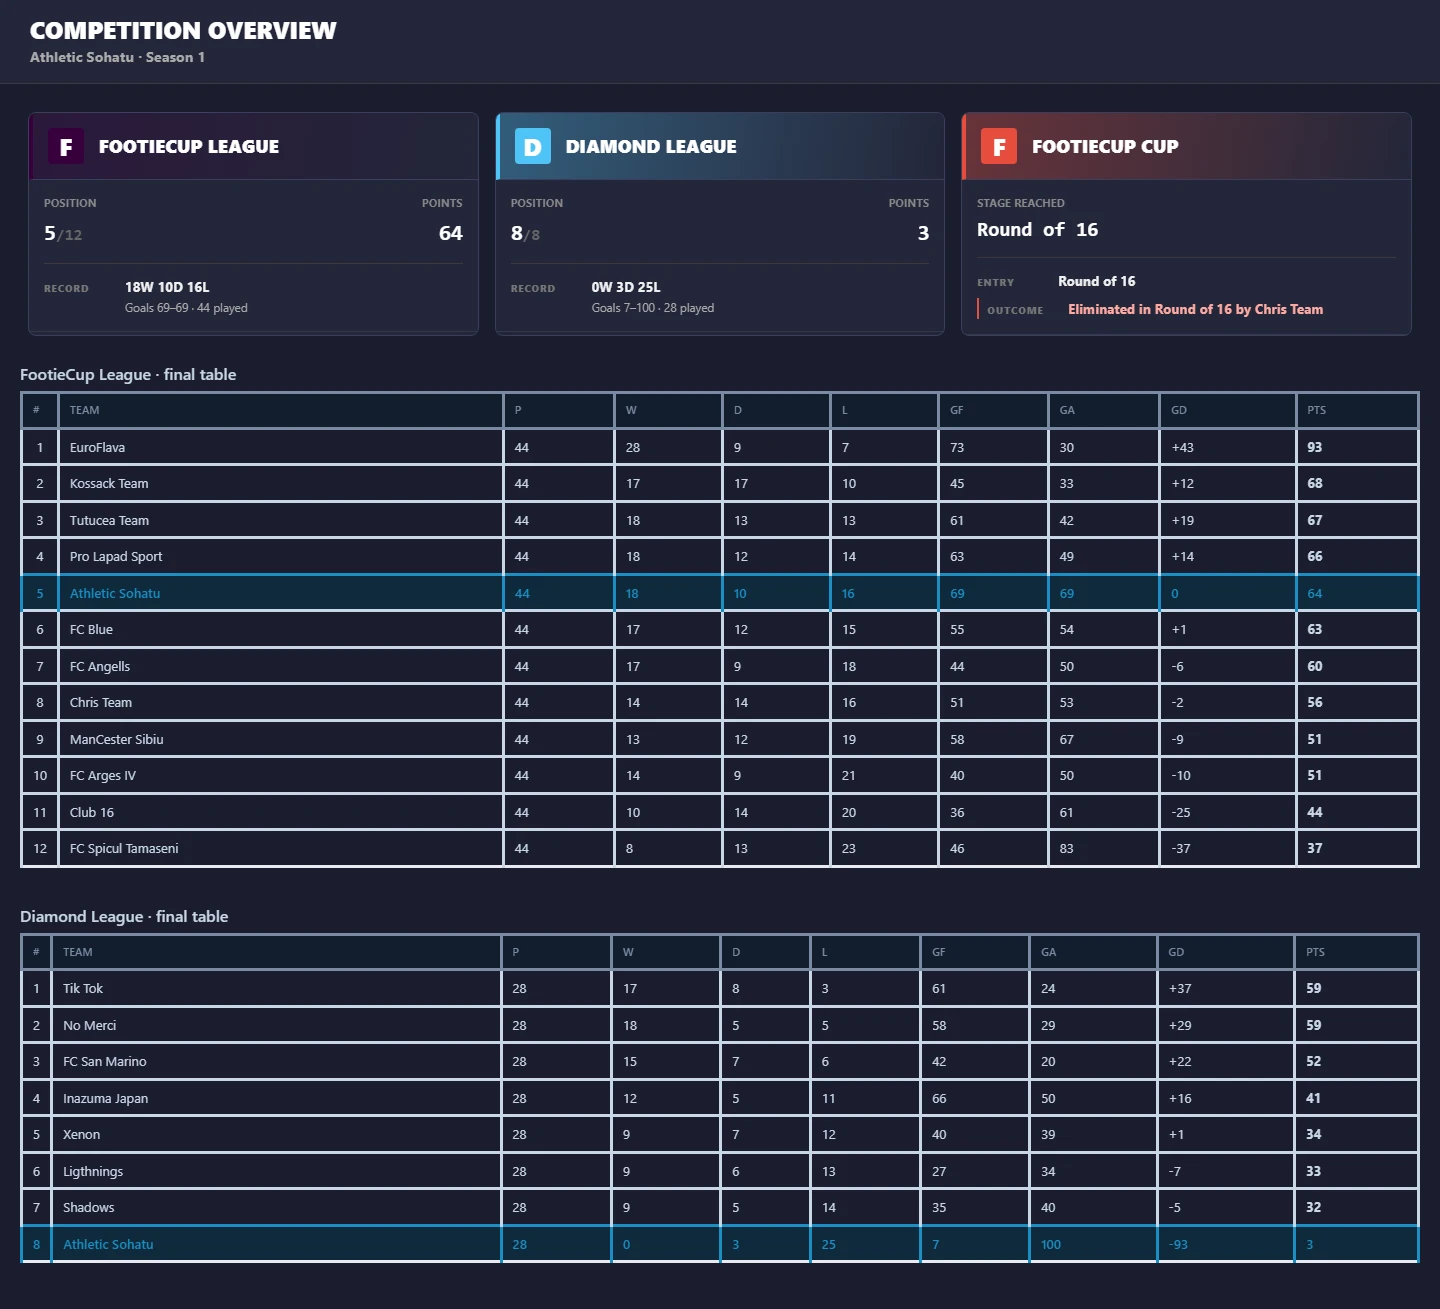 COMPETITION OVERVIEW
Athletic Sohatu · Season 1
F FOOTIECUP LEAGUE
POSITION POINTS
5/12 64
RECORD 18W 10D 16L
Goals 69–69 · 44 played
D DIAMOND LEAGUE
POSITION POINTS
8/8 3
RECORD 0W 3D 25L
Goals 7–100 · 28 played
F FOOTIECUP CUP
STAGE REACHED
Round of 16
ENTRY Round of 16
OUTCOME Eliminated in Round of 16 by Chris Team
FootieCup League · final table
# TEAM P W D L GF GA GD PTS
1 EuroFlava 44 28 9 7 73 30 +43 93
2 Kossack Team 44 17 17 10 45 33 +12 68
3 Tutucea Team 44 18 13 13 61 42 +19 67
4 Pro Lapad Sport 44 18 12 14 63 49 +14 66
5 Athletic Sohatu 44 18 10 16 69 69 0 64
6 FC Blue 44 17 12 15 55 54 +1 63
7 FC Angells 44 17 9 18 44 50 -6 60
8 Chris Team 44 14 14 16 51 53 -2 56
9 ManCester Sibiu 44 13 12 19 58 67 -9 51
10 FC Arges IV 44 14 9 21 40 50 -10 51
11 Club 16 44 10 14 20 36 61 -25 44
12 FC Spicul Tamaseni 44 8 13 23 46 83 -37 37
Diamond League · final table
# TEAM P W D L GF GA GD PTS
1 Tik Tok 28 17 8 3 61 24 +37 59
2 No Merci 28 18 5 5 58 29 +29 59
3 FC San Marino 28 15 7 6 42 20 +22 52
4 Inazuma Japan 28 12 5 11 66 50 +16 41
5 Xenon 28 9 7 12 40 39 +1 34
6 Ligthnings 28 9 6 13 27 34 -7 33
7 Shadows 28 9 5 14 35 40 -5 32
8 Athletic Sohatu 28 0 3 25 7 100 -93 3